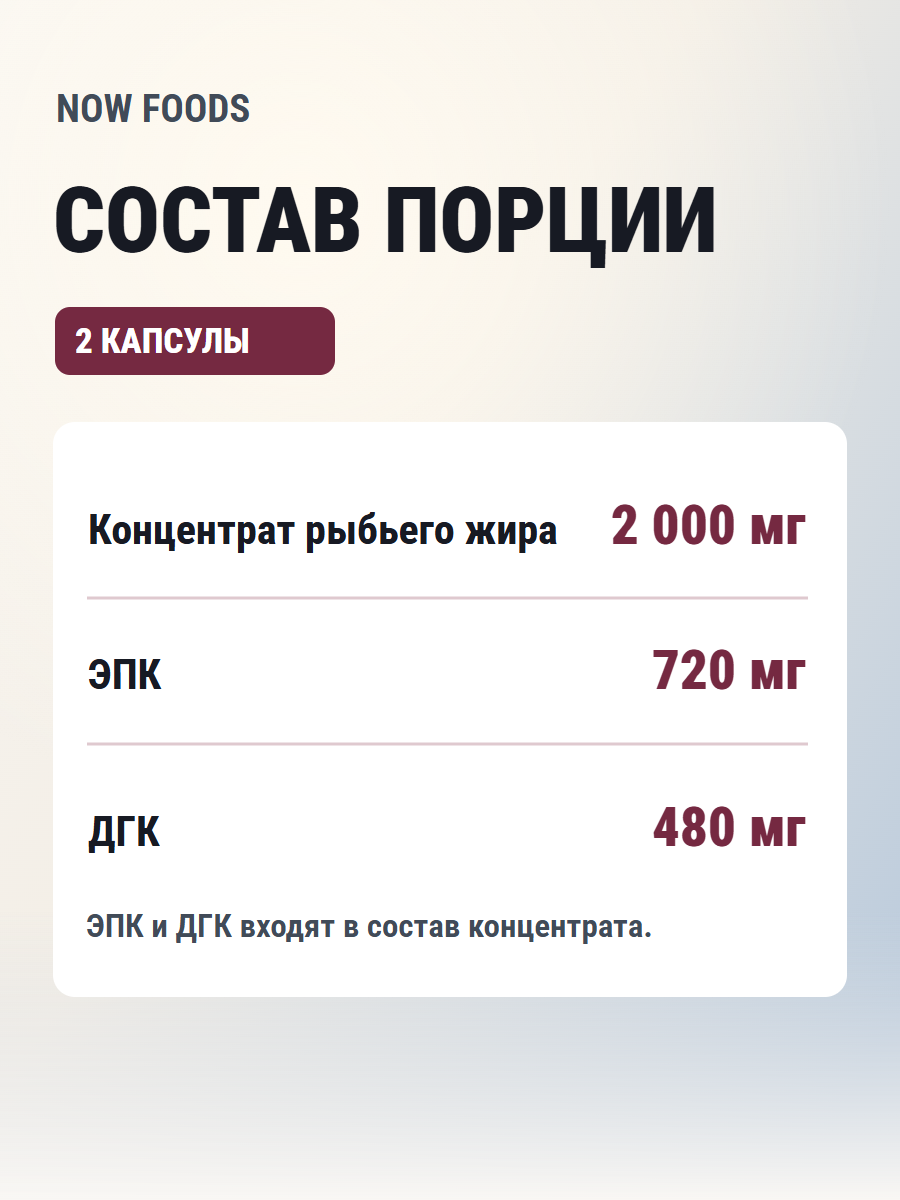 NOW FOODS
СОСТАВ ПОРЦИИ
2 КАПСУЛЫ
Концентрат рыбьего жира 2 000 мг
ЭПК 720 мг
ДГК 480 мг
ЭПК и ДГК входят в состав концентрата.